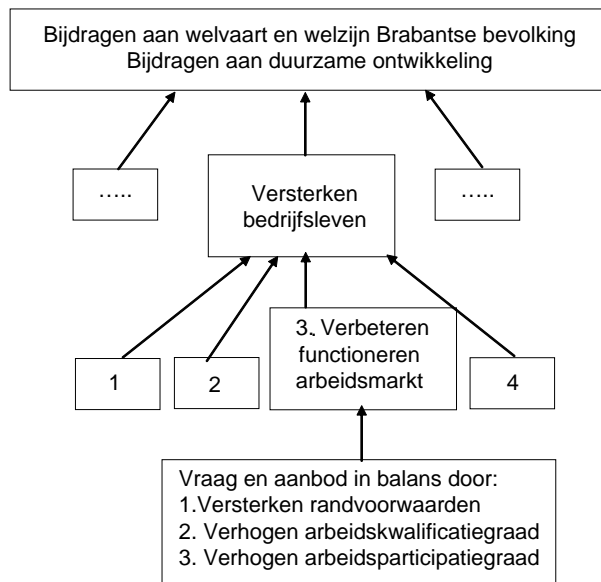 Bijdragen aan welvaart en welzijn Brabantse bevolking
Bijdragen aan duurzame ontwikkeling
…..
Versterken
bedrijfsleven
…..
1
2
3. Verbeteren
functioneren
arbeidsmarkt
4
Vraag en aanbod in balans door:
1.Versterken randvoorwaarden
2. Verhogen arbeidskwalificatiegraad
3. Verhogen arbeidsparticipatiegraad